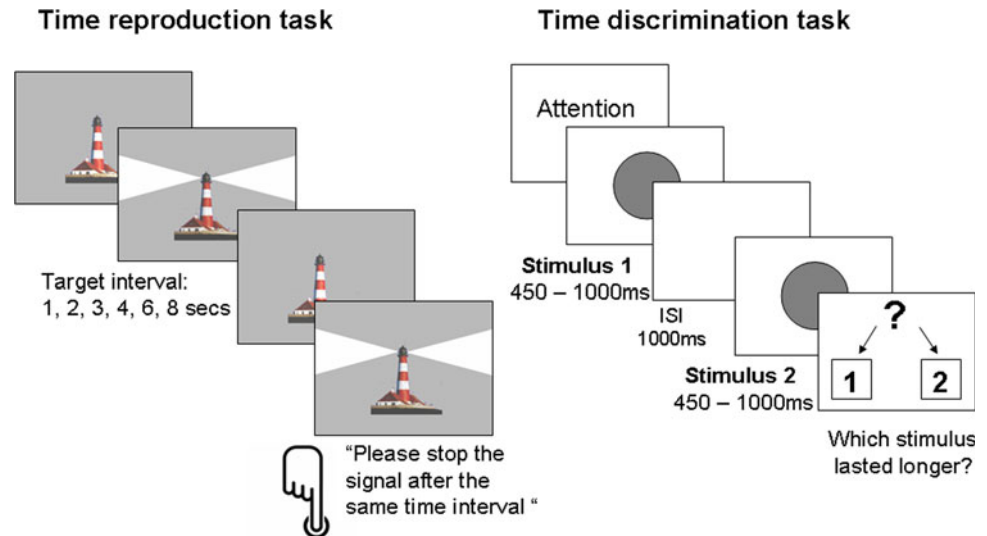 Time reproduction task
Target interval:
1, 2, 3, 4, 6, 8 secs
“Please stop the
signal after the
same time interval “
Time discrimination task
Attention
Stimulus 1
450 – 1000ms
ISI
1000ms
Stimulus 2
450 – 1000ms
?
1 2
Which stimulus
lasted longer?